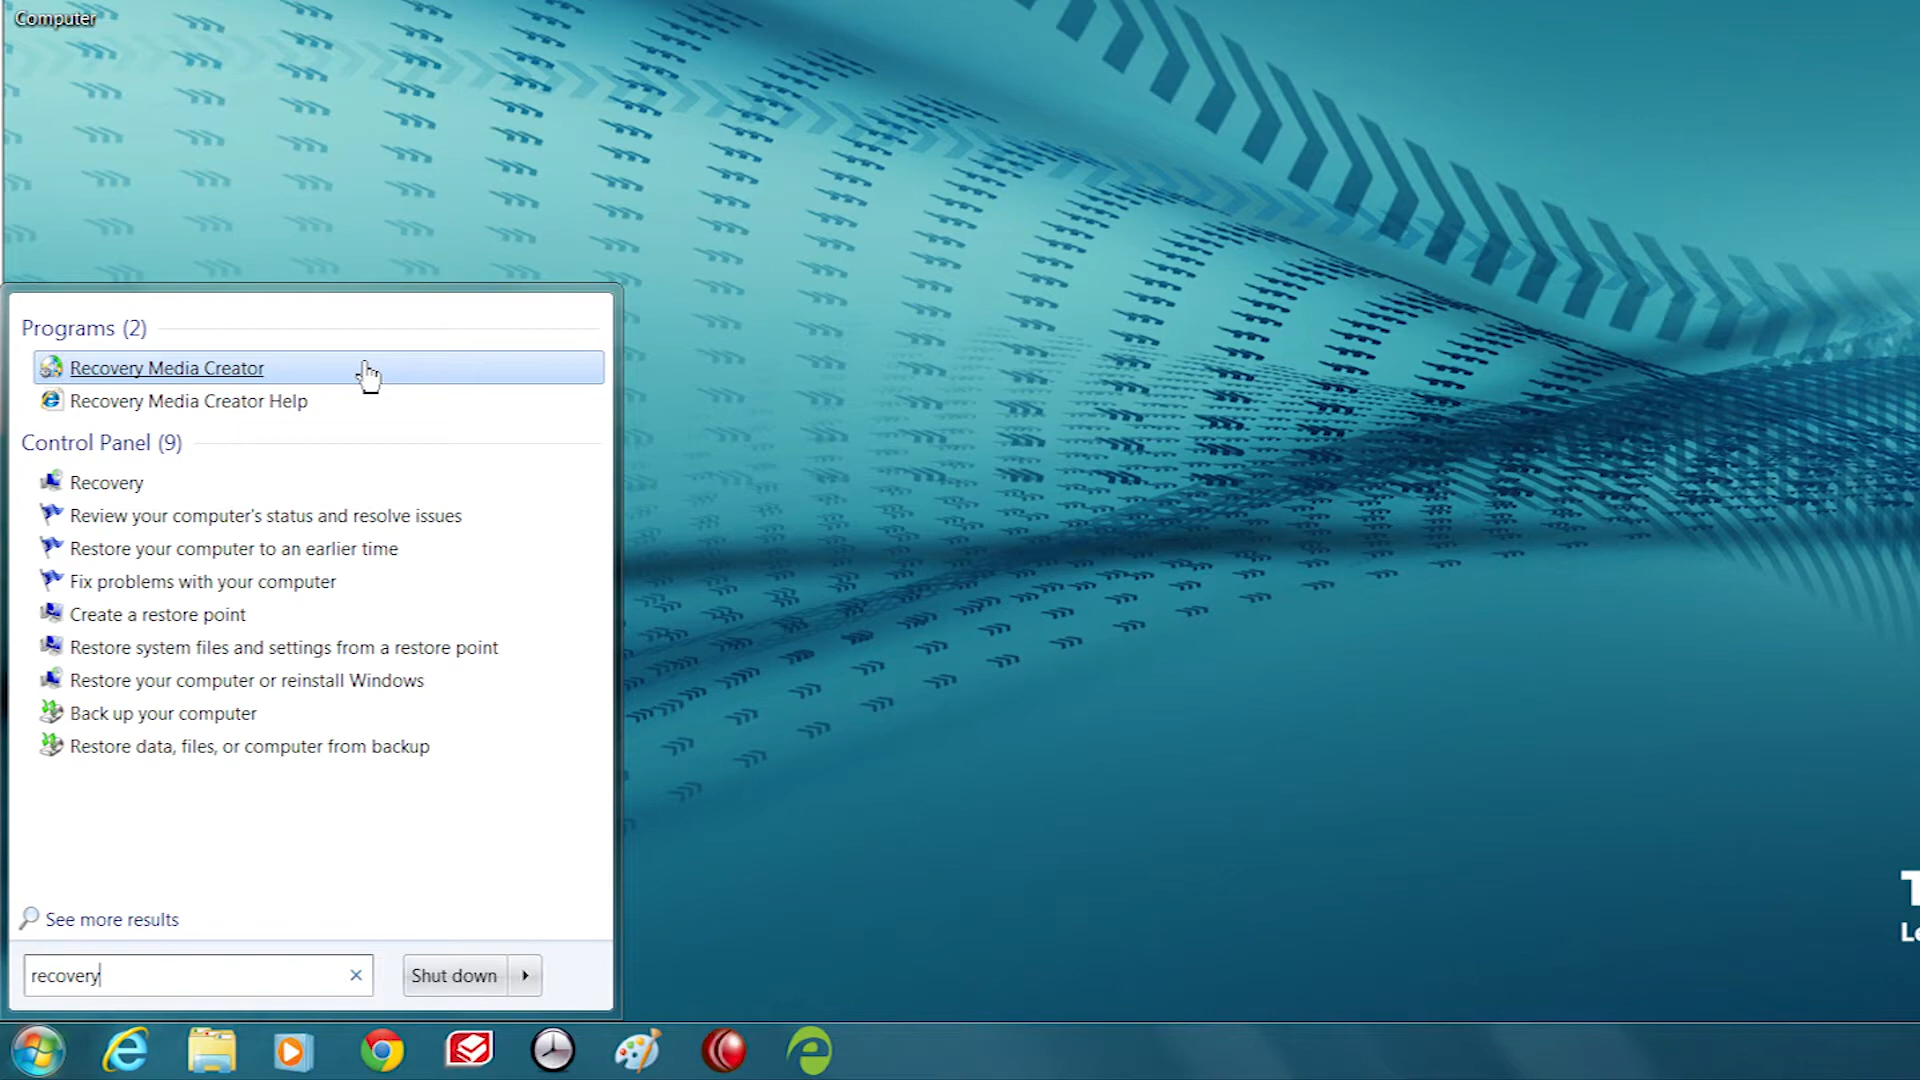 Computer
Programs (2)
Recovery Media Creator
Recovery Media Creator Help
Control Panel (9)
Recovery
Review your computer's status and resolve issues
Restore your computer to an earlier time
Fix problems with your computer
Create a restore point
Restore system files and settings from a restore point
Restore your computer or reinstall Windows
Back up your computer
Restore data, files, or computer from backup
See more results
recovery
Shut down